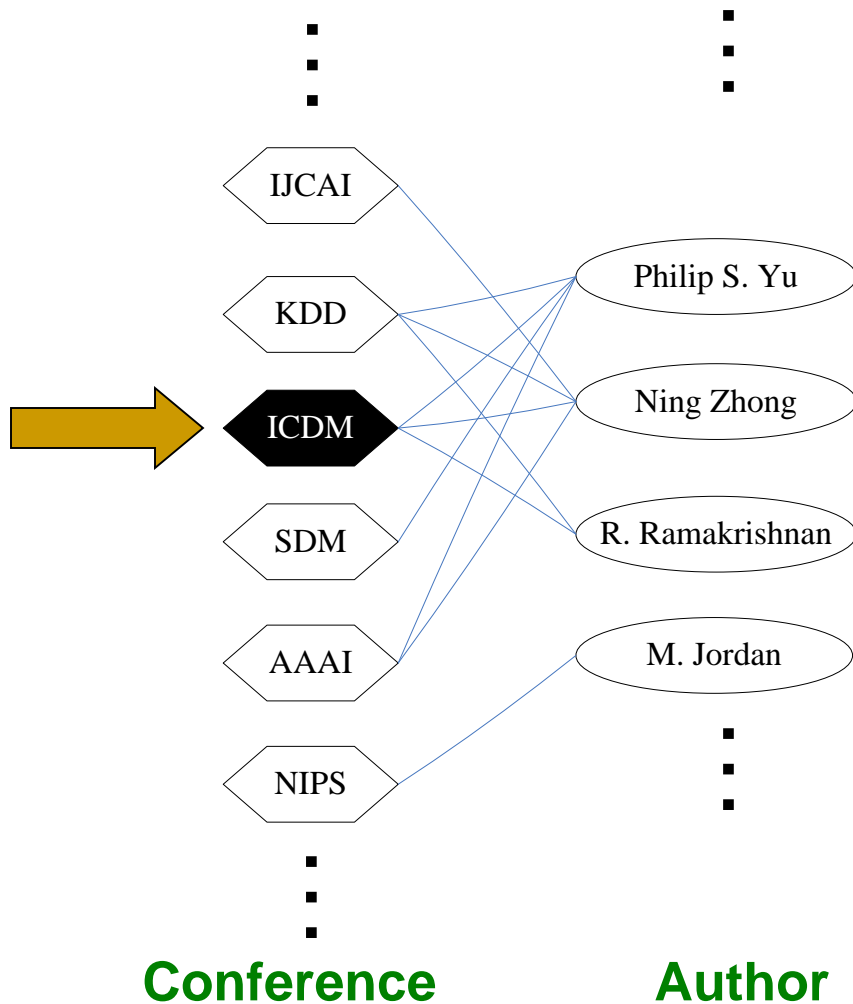 IJCAI
KDD
ICDM
SDM
AAAI
NIPS
Philip S. Yu
Ning Zhong
R. Ramakrishnan
M. Jordan
Conference
Author